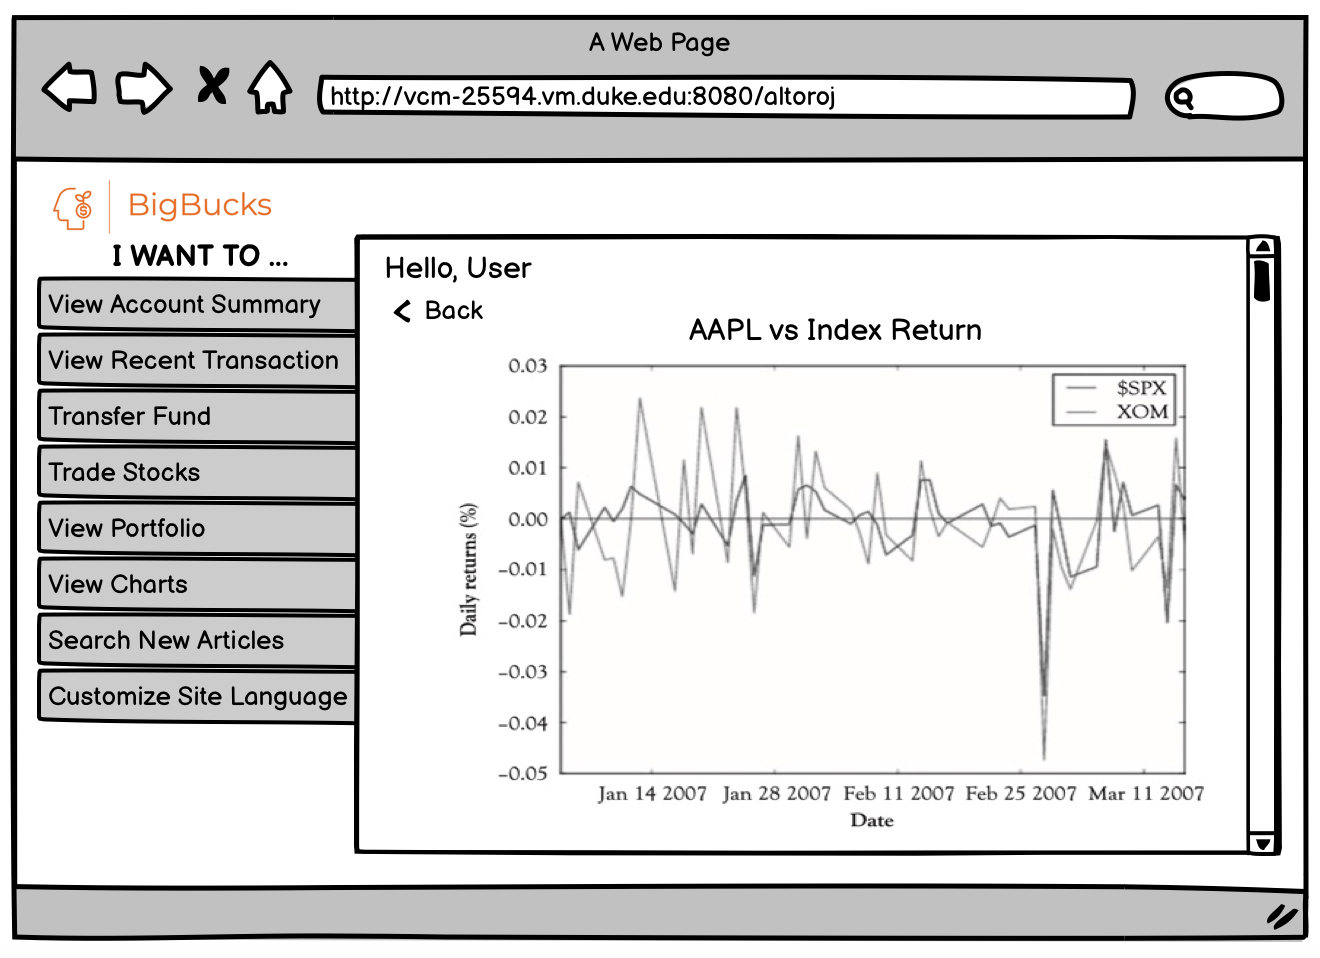 A Web Page
http://vcm-25594.vm.duke.edu:8080/altoroj
BigBucks
I WANT TO ...
View Account Summary
View Recent Transaction
Transfer Fund
Trade Stocks
View Portfolio
View Charts
Search New Articles
Customize Site Language
Hello, User
Back
AAPL vs Index Return
0.03
0.02
0.01
0.00
−0.01
−0.02
−0.03
−0.04
−0.05
Daily returns (%)
$SPX
XOM
Jan 14 2007 Jan 28 2007 Feb 11 2007 Feb 25 2007 Mar 11 2007
Date